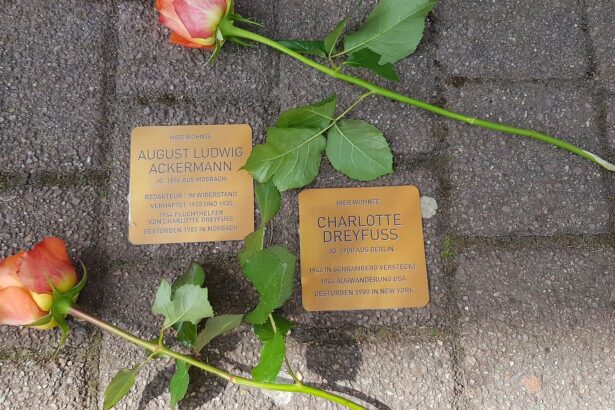 HIER WOHNTE
AUGUST LUDWIG
ACKERMANN
JG. 1896 AUS MOSBACH
REDAKTEUR / IM WIDERSTAND
VERHAFTET 1933 UND 1935
1944 FLUCHTHELFER
VON CHARLOTTE DREYFUSS
GESTORBEN 1983 IN MOSBACH
HIER WOHNTE
CHARLOTTE
DREYFUSS
JG. 1900 AUS BERLIN
1944 IN SCHRAMBERG VERSTECKT
1946 AUSWANDERUNG USA
GESTORBEN 1980 IN NEW YORK